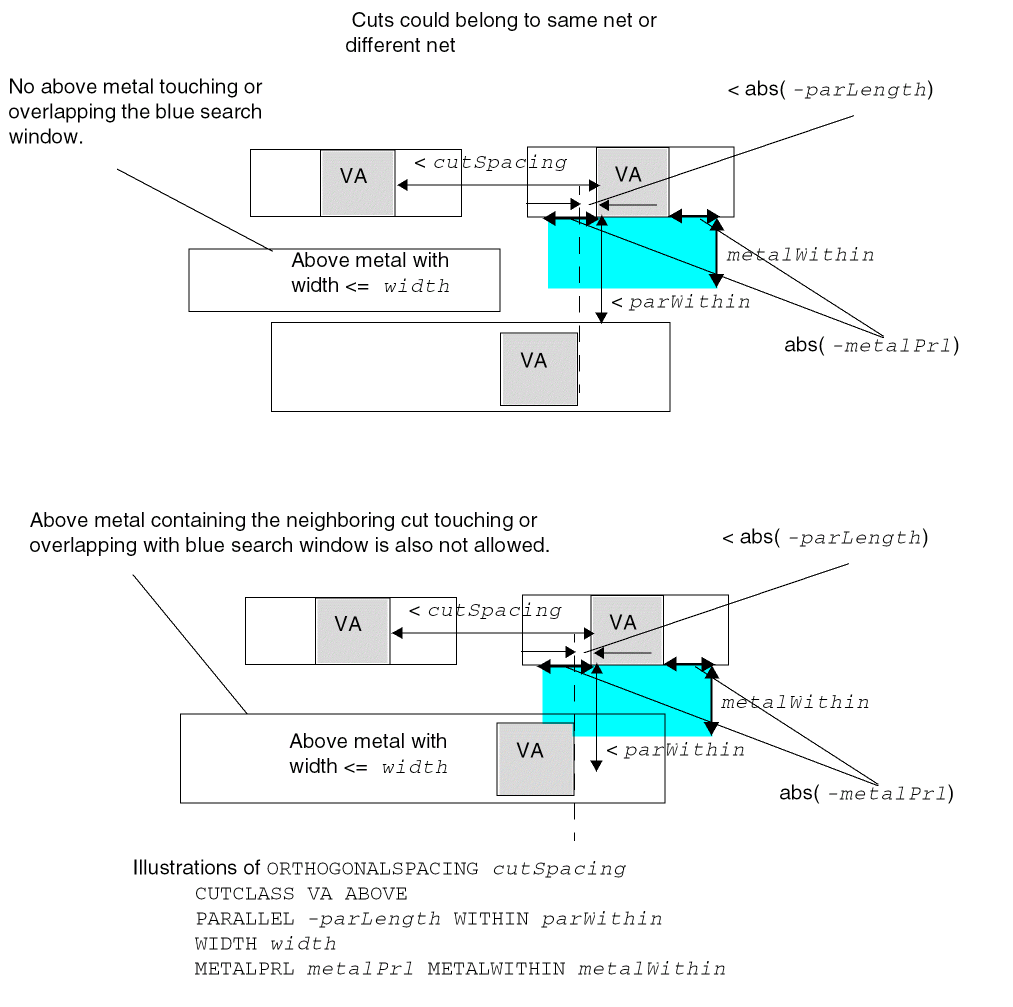 Cuts could belong to same net or
different net
No above metal touching or
overlapping the blue search
window.
< abs( -parLength)
VA
< cutSpacing
VA
Above metal with
width <= width
metalWithin
< parWithin
abs( -metalPrl)
VA
Above metal containing the neighboring cut touching or
overlapping with blue search window is also not allowed.
< abs( -parLength)
VA
< cutSpacing
VA
metalWithin
Above metal with
width <= width
VA
< parWithin
abs( -metalPrl)
Illustrations of ORTHOGONALSPACING cutSpacing
CUTCLASS VA ABOVE
PARALLEL -parLength WITHIN parWithin
WIDTH width
METALPRL metalPrl METALWITHIN metalWithin